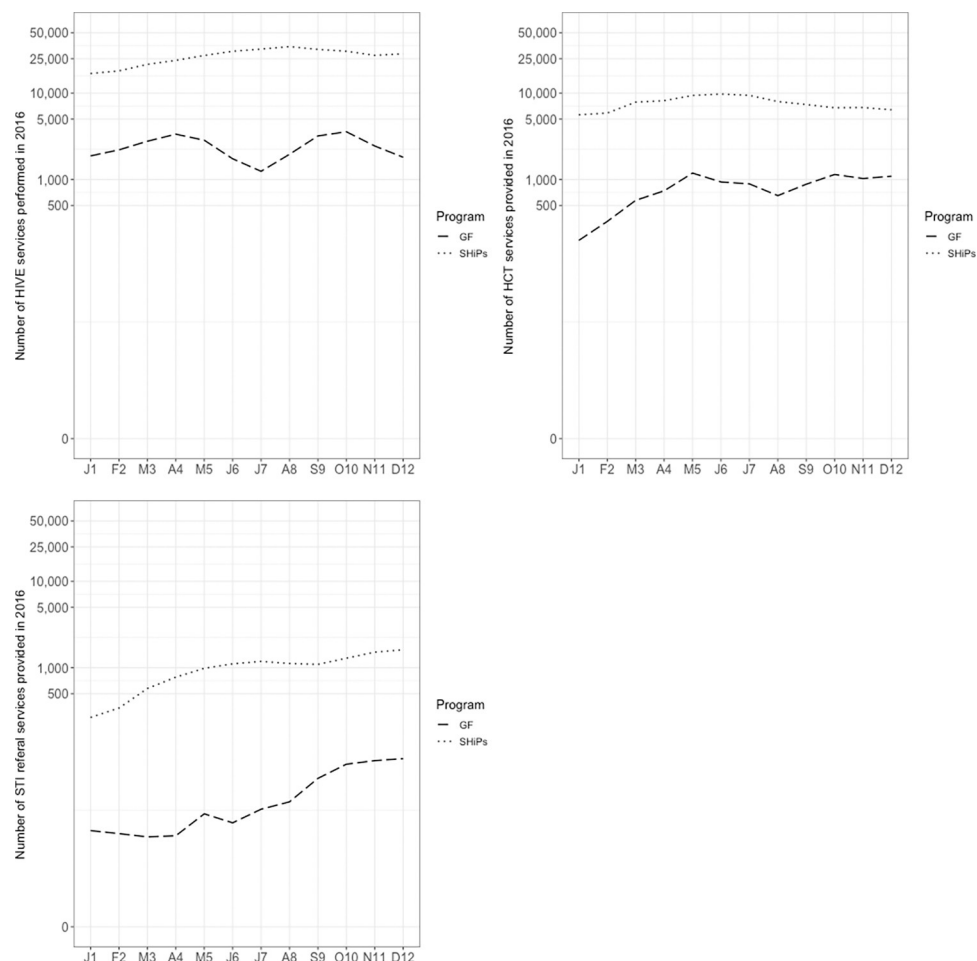 Number of HIVE services performed in 2016
50,000
25,000
10,000
5,000
1,000
500
0
J1 F2 M3 A4 M5 J6 J7 A8 S9 O10 N11 D12
Program
GF
SHiPs
Number of HCT services provided in 2016
50,000
25,000
10,000
5,000
1,000
500
0
J1 F2 M3 A4 M5 J6 J7 A8 S9 O10 N11 D12
Program
GF
SHiPs
Number of STI referal services provided in 2016
50,000
25,000
10,000
5,000
1,000
500
0
J1 F2 M3 A4 M5 J6 J7 A8 S9 O10 N11 D12
Program
GF
SHiPs